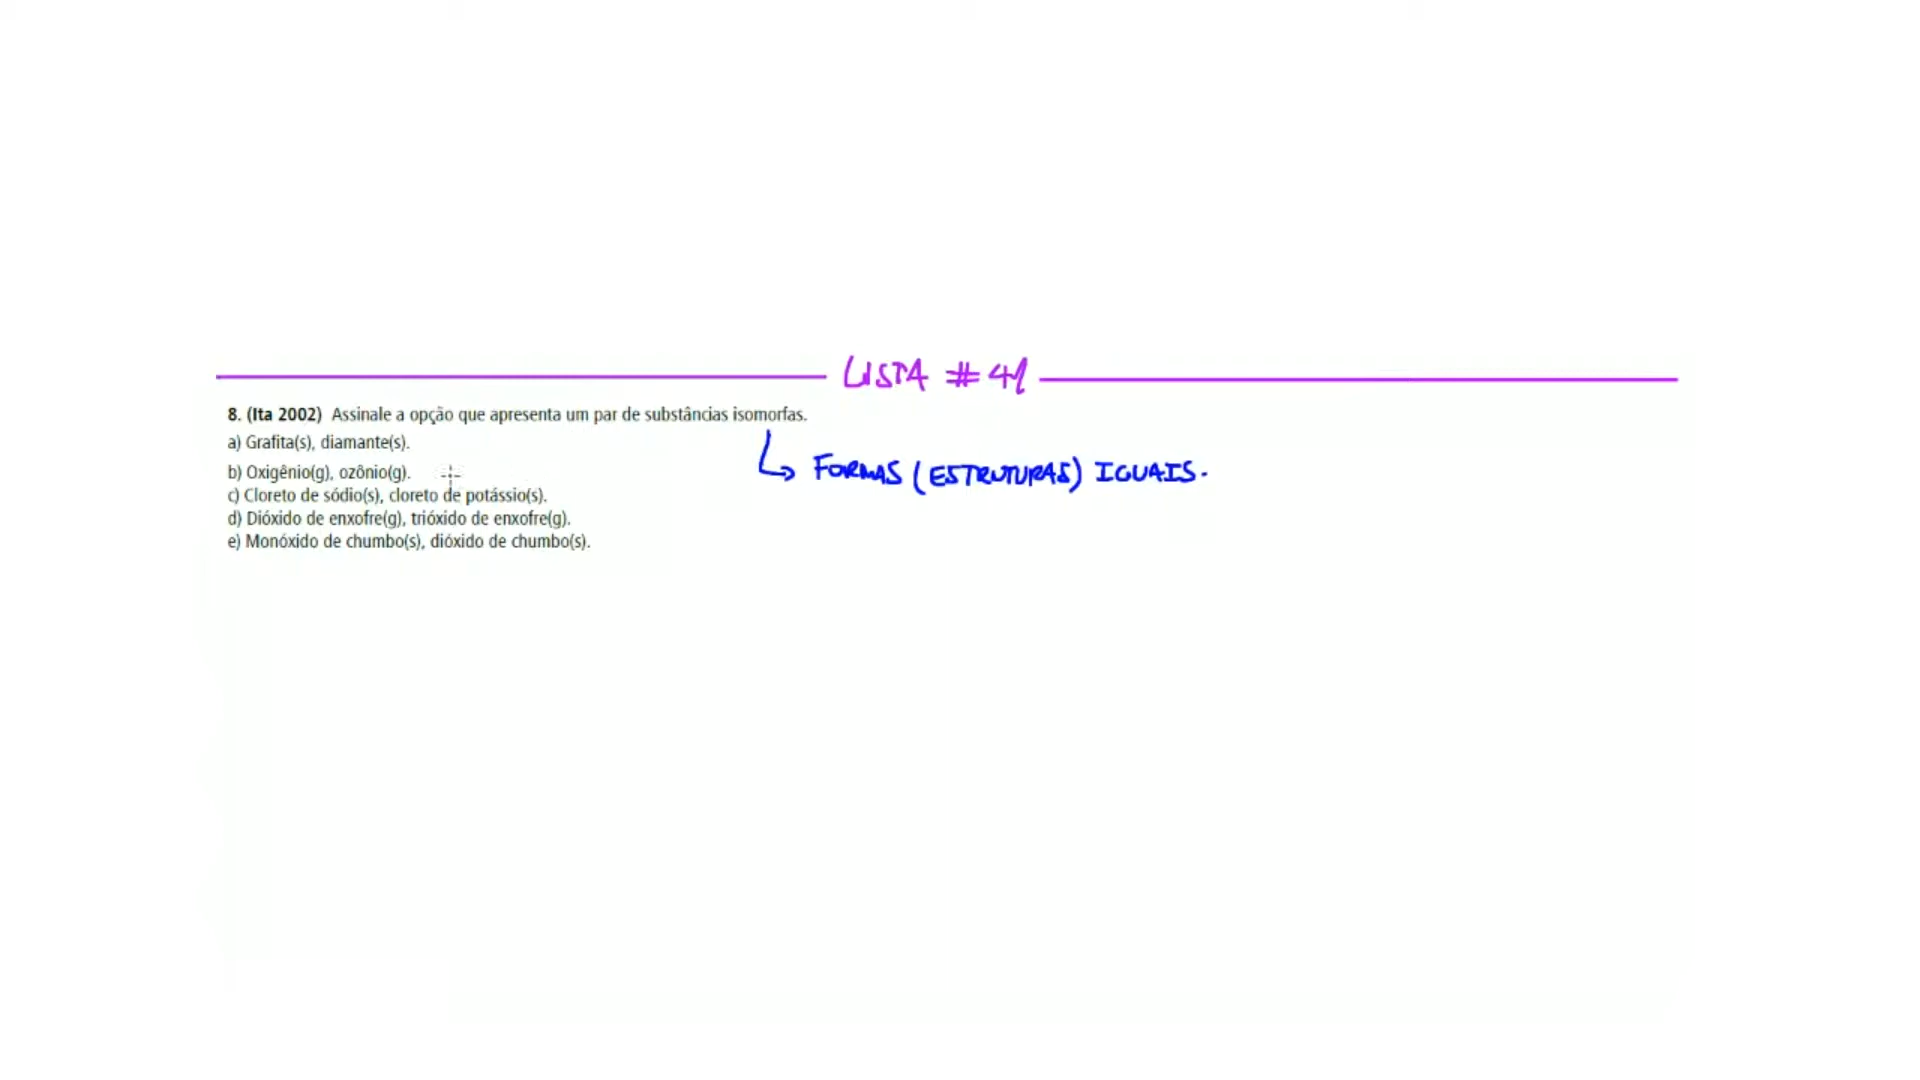 LISTA #41
8. (Ita 2002) Assinale a opção que apresenta um par de substâncias isomorfas.
a) Grafita(s), diamante(s).
b) Oxigênio(g), ozônio(g).
FORMAS (ESTRUTURAS) IGUAIS.
c) Cloreto de sódio(s), cloreto de potássio(s).
d) Dióxido de enxofre(g), trióxido de enxofre(g).
e) Monóxido de chumbo(s), dióxido de chumbo(s).